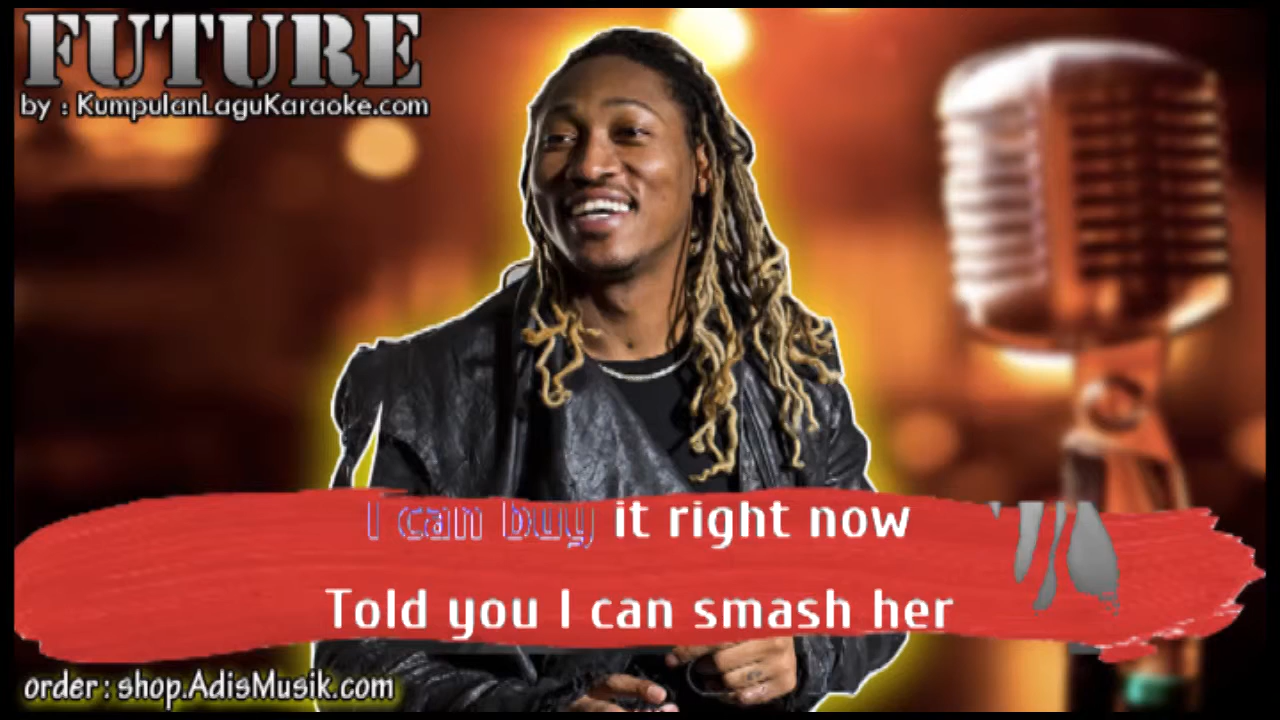 FUTURE
by : KumpulanLaguKaraoke.com
I can buy it right now
Told you I can smash her
order : shop.AdisMusik.com